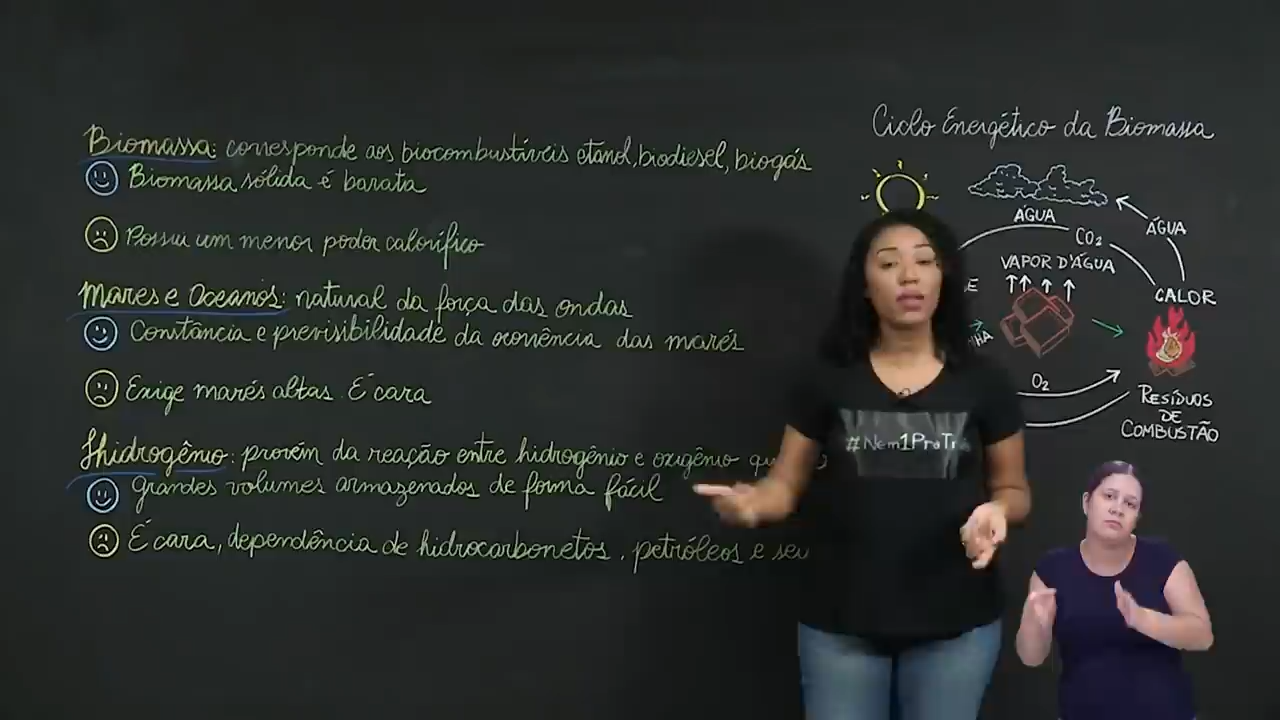 Biomassa: corresponde aos biocombustíveis etanol, biodiesel, biogás
Biomassa sólida é barata
Possui um menor poder calorífico
Mares e Oceanos: natural da força das ondas
Constância e previsibilidade da ocorrência das marés
Exige marés altas. É cara
Hidrogênio: provém da reação entre hidrogênio e oxigênio
grandes volumes armazenados de forma fácil
É cara, dependência de hidrocarbonetos, petróleos e seu
Ciclo Energético da Biomassa
ÁGUA
ÁGUA
CO₂
VAPOR D'ÁGUA
CALOR
O₂
RESÍDUOS
DE
COMBUSTÃO
#Nem1PraTr